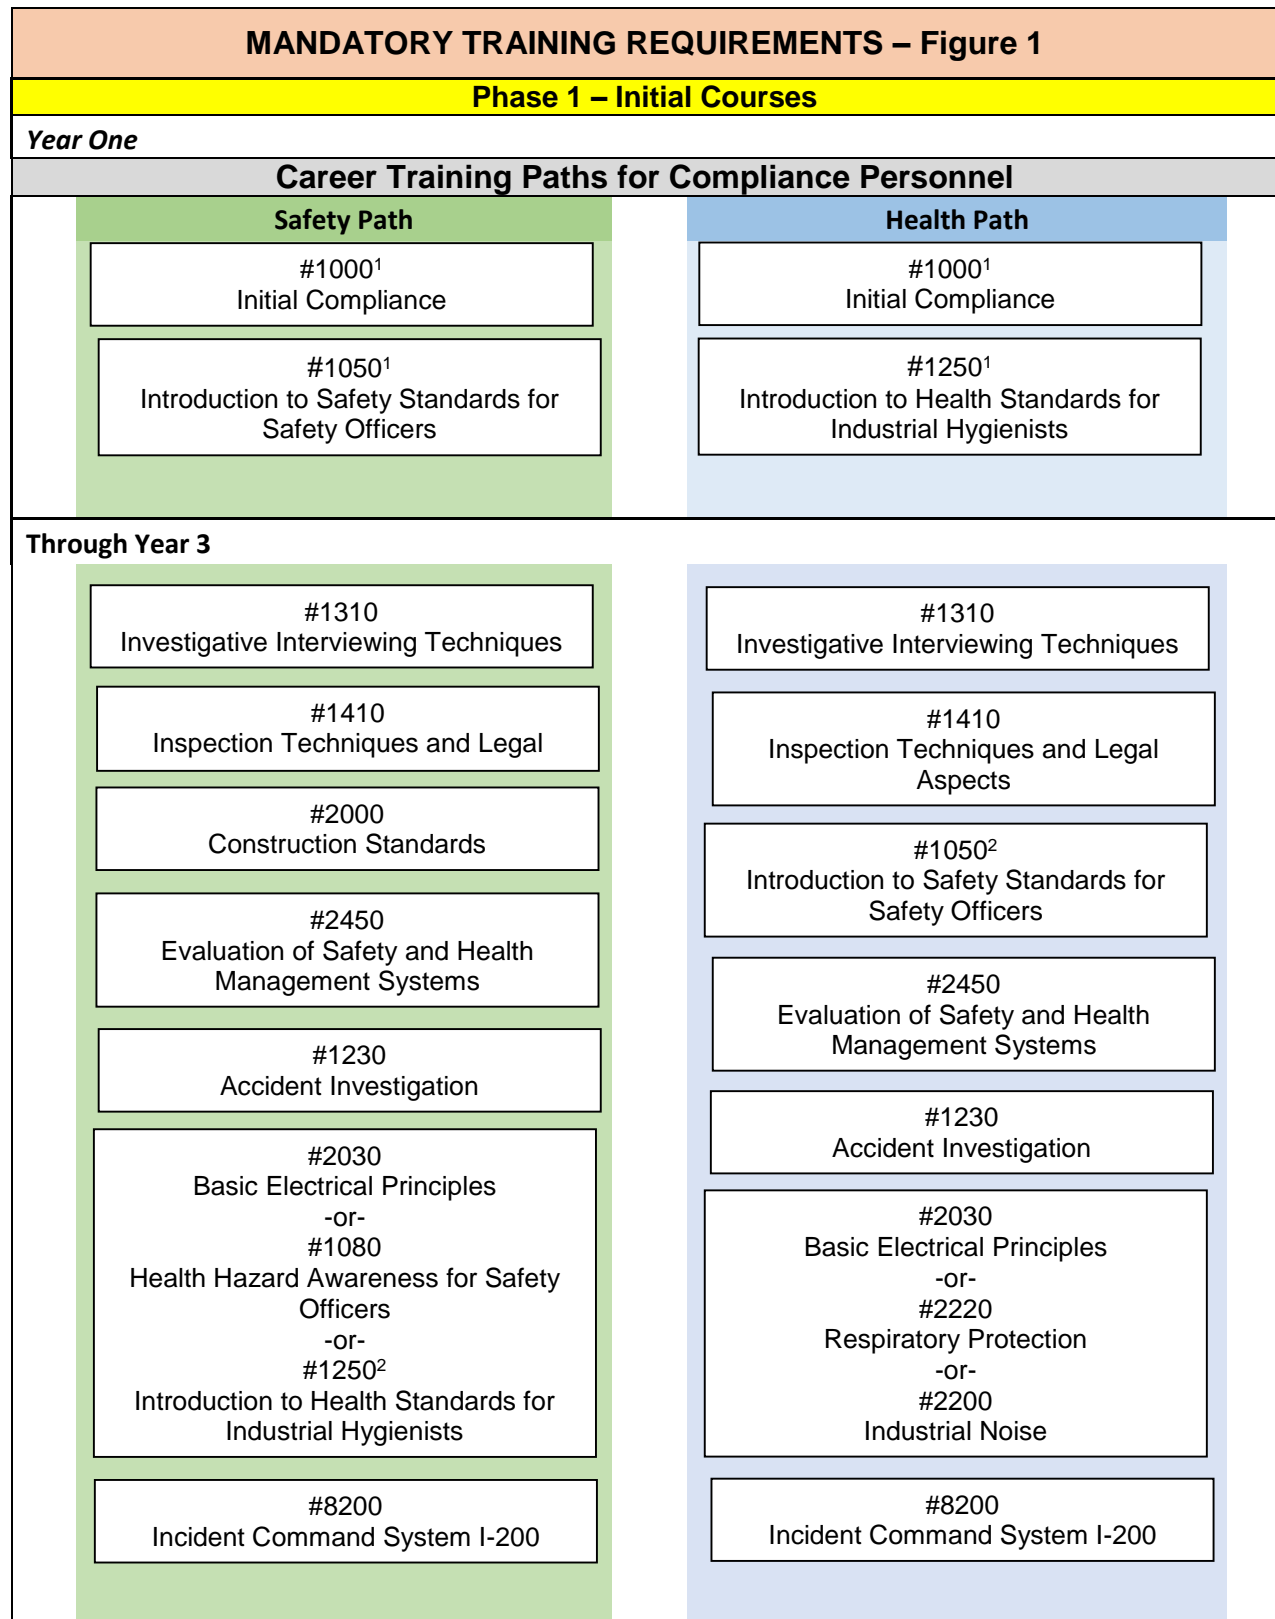 MANDATORY TRAINING REQUIREMENTS – Figure 1
Phase 1 – Initial Courses
Year One
Career Training Paths for Compliance Personnel
Safety Path
#1000¹
Initial Compliance
#1050¹
Introduction to Safety Standards for
Safety Officers
Health Path
#1000¹
Initial Compliance
#1250¹
Introduction to Health Standards for
Industrial Hygienists
Through Year 3
#1310
Investigative Interviewing Techniques
#1410
Inspection Techniques and Legal
#2000
Construction Standards
#2450
Evaluation of Safety and Health
Management Systems
#1230
Accident Investigation
#2030
Basic Electrical Principles
-or-
#1080
Health Hazard Awareness for Safety
Officers
-or-
#1250²
Introduction to Health Standards for
Industrial Hygienists
#8200
Incident Command System I-200
#1310
Investigative Interviewing Techniques
#1410
Inspection Techniques and Legal
Aspects
#1050²
Introduction to Safety Standards for
Safety Officers
#2450
Evaluation of Safety and Health
Management Systems
#1230
Accident Investigation
#2030
Basic Electrical Principles
-or-
#2220
Respiratory Protection
-or-
#2200
Industrial Noise
#8200
Incident Command System I-200